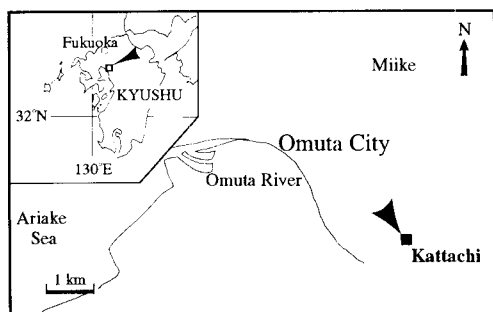 Fukuoka
KYUSHU
32°N
130°E
N
Miike
Omuta City
Omuta River
Ariake
Sea
1 km
Kattachi